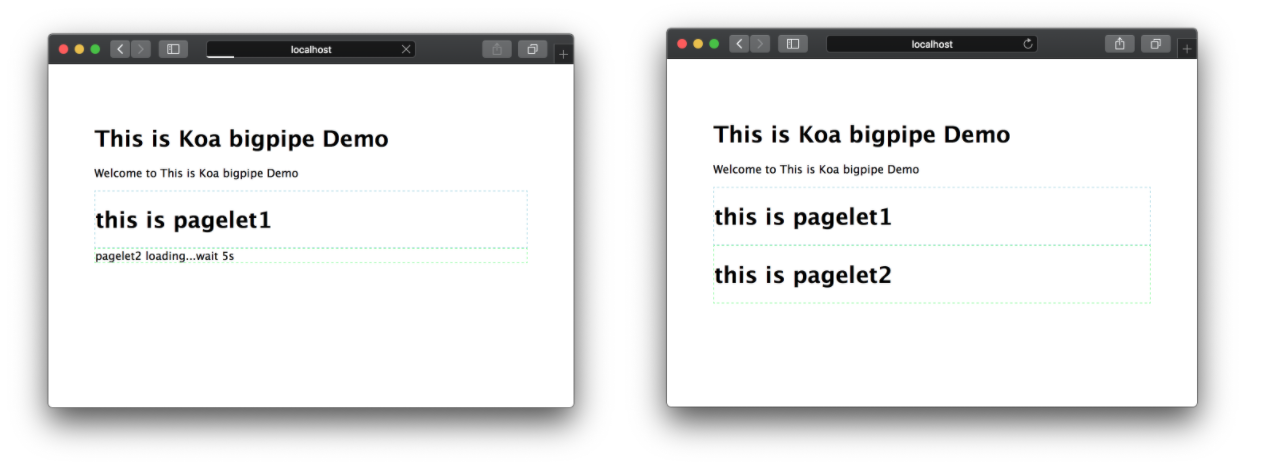 localhost
This is Koa bigpipe Demo
Welcome to This is Koa bigpipe Demo
this is pagelet1
pagelet2 loading...wait 5s
localhost
This is Koa bigpipe Demo
Welcome to This is Koa bigpipe Demo
this is pagelet1
this is pagelet2